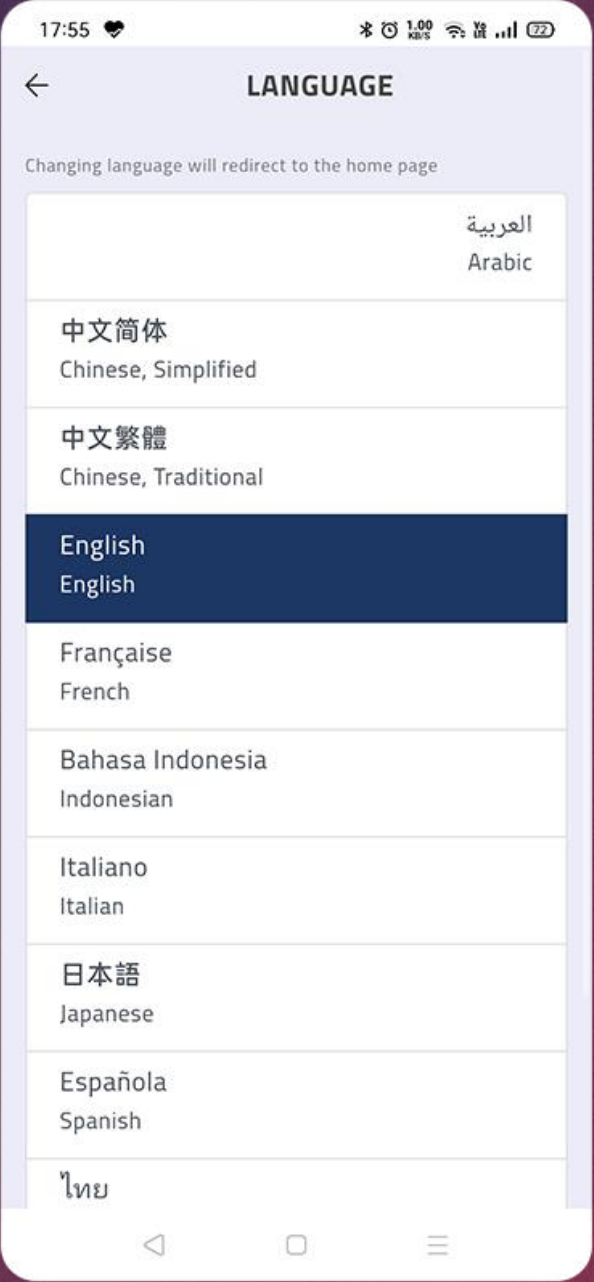 17:55
1.00
KB/S
Vo
LTE
72
LANGUAGE
Changing language will redirect to the home page
العربية
Arabic
中文简体
Chinese, Simplified
中文繁體
Chinese, Traditional
English
English
Française
French
Bahasa Indonesia
Indonesian
Italiano
Italian
日本語
Japanese
Española
Spanish
ไทย